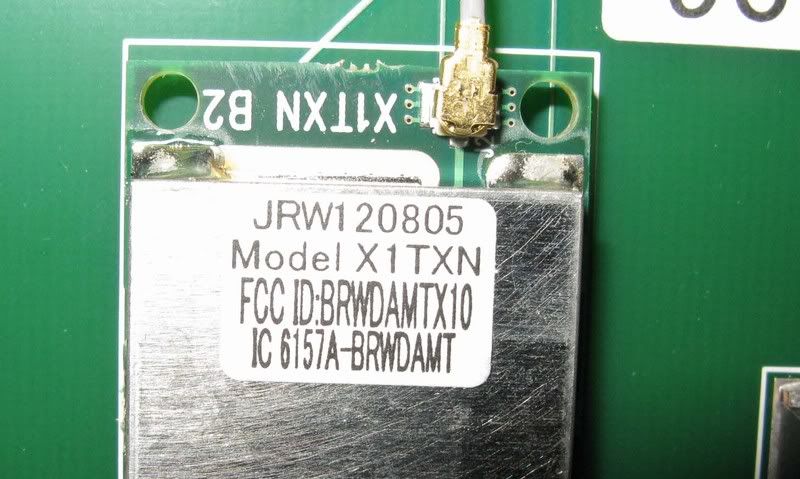 X1TXN B2
JRW120805
Model X1TXN
FCC ID:BRWDAMTX10
IC 6157A-BRWDAMT